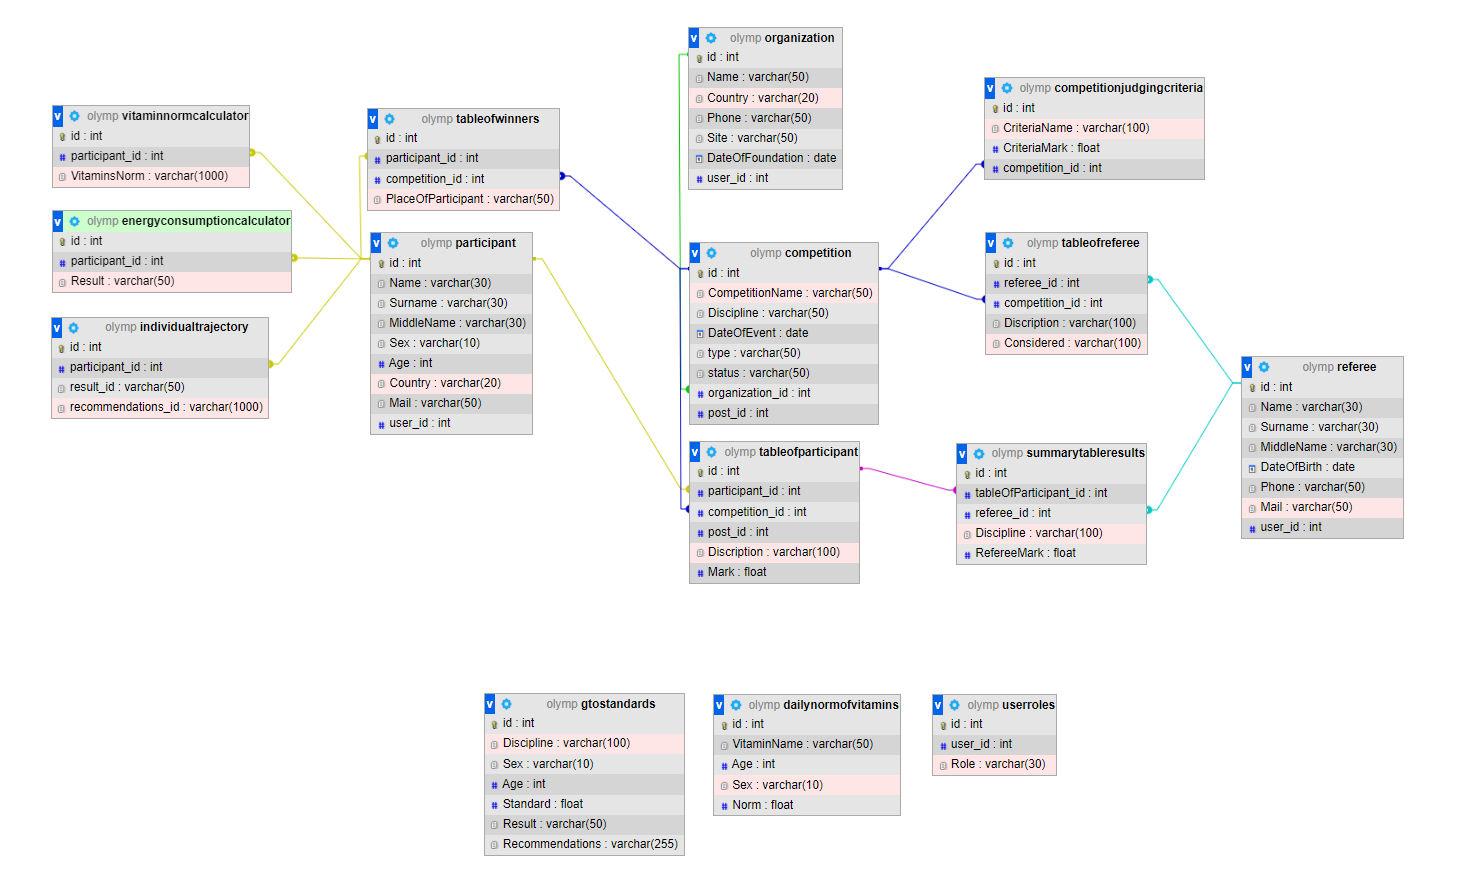 v olymp organization
id : int
Name : varchar(50)
Country : varchar(20)
Phone : varchar(50)
Site : varchar(50)
DateOfFoundation : date
user_id : int
v olymp competitionjudgingcriteria
id : int
CriteriaName : varchar(100)
CriteriaMark : float
competition_id : int
v olymp vitaminnormcalculator
id : int
participant_id : int
VitaminsNorm : varchar(1000)
v olymp tableofwinners
id : int
participant_id : int
competition_id : int
PlaceOfParticipant : varchar(50)
v olymp energyconsumptioncalculator
id : int
participant_id : int
Result : varchar(50)
v olymp participant
id : int
Name : varchar(30)
Surname : varchar(30)
MiddleName : varchar(30)
Sex : varchar(10)
Age : int
Country : varchar(20)
Mail : varchar(50)
user_id : int
v olymp competition
id : int
CompetitionName : varchar(50)
Discipline : varchar(50)
DateOfEvent : date
type : varchar(50)
status : varchar(50)
organization_id : int
post_id : int
v olymp tableofreferee
id : int
referee_id : int
competition_id : int
Discription : varchar(100)
Considered : varchar(100)
v olymp individualtrajectory
id : int
participant_id : int
result_id : varchar(50)
recommendations_id : varchar(1000)
v olymp referee
id : int
Name : varchar(30)
Surname : varchar(30)
MiddleName : varchar(30)
DateOfBirth : date
Phone : varchar(50)
Mail : varchar(50)
user_id : int
v olymp tableofparticipant
id : int
participant_id : int
competition_id : int
post_id : int
Discription : varchar(100)
Mark : float
v olymp summarytableresults
id : int
tableOfParticipant_id : int
referee_id : int
Discipline : varchar(100)
RefereeMark : float
v olymp gtostandards
id : int
Discipline : varchar(100)
Sex : varchar(10)
Age : int
Standard : float
Result : varchar(50)
Recommendations : varchar(255)
v olymp dailynormofvitamins
id : int
VitaminName : varchar(50)
Age : int
Sex : varchar(10)
Norm : float
v olymp userroles
id : int
user_id : int
Role : varchar(30)